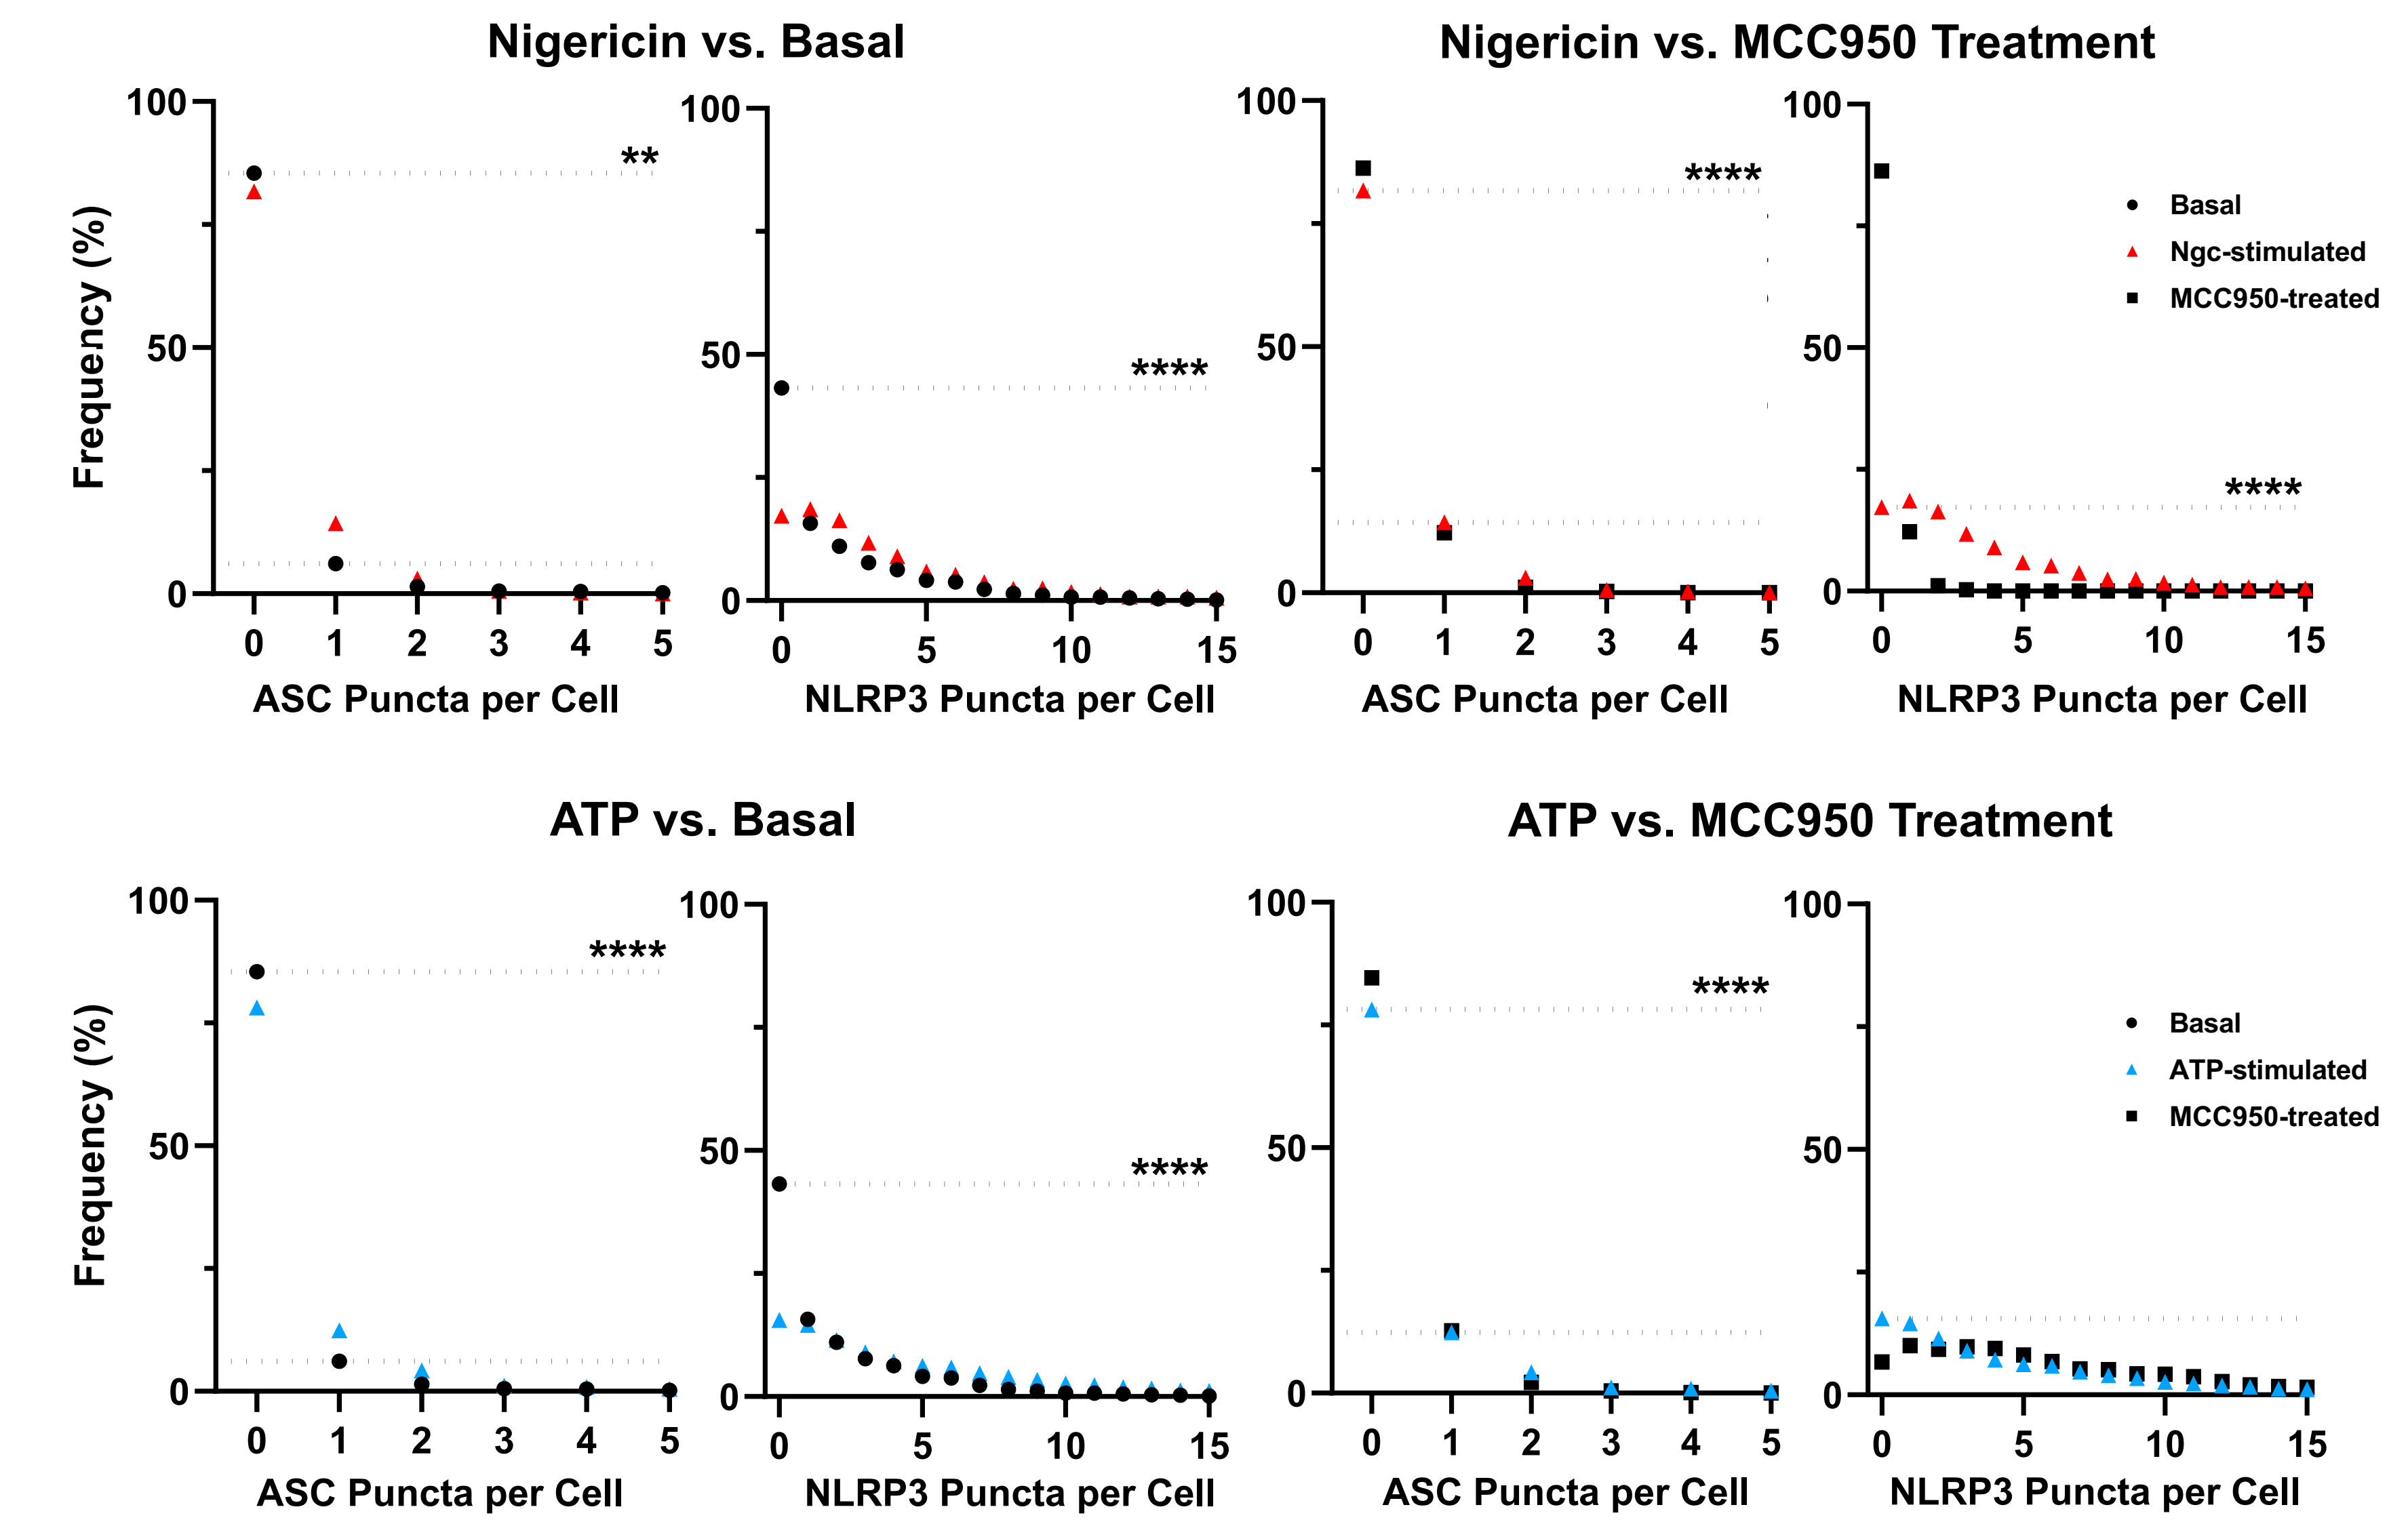 Nigericin vs. Basal
Nigericin vs. MCC950 Treatment
Frequency (%)
100
50
0
**
0 1 2 3 4 5
ASC Puncta per Cell
100
50
0
****
0 5 10 15
NLRP3 Puncta per Cell
100
50
0
****
0 1 2 3 4 5
ASC Puncta per Cell
100
50
0
****
0 5 10 15
NLRP3 Puncta per Cell
Basal
Ngc-stimulated
MCC950-treated
ATP vs. Basal
ATP vs. MCC950 Treatment
Frequency (%)
100
50
0
****
0 1 2 3 4 5
ASC Puncta per Cell
100
50
0
****
0 5 10 15
NLRP3 Puncta per Cell
100
50
0
****
0 1 2 3 4 5
ASC Puncta per Cell
100
50
0
0 5 10 15
NLRP3 Puncta per Cell
Basal
ATP-stimulated
MCC950-treated